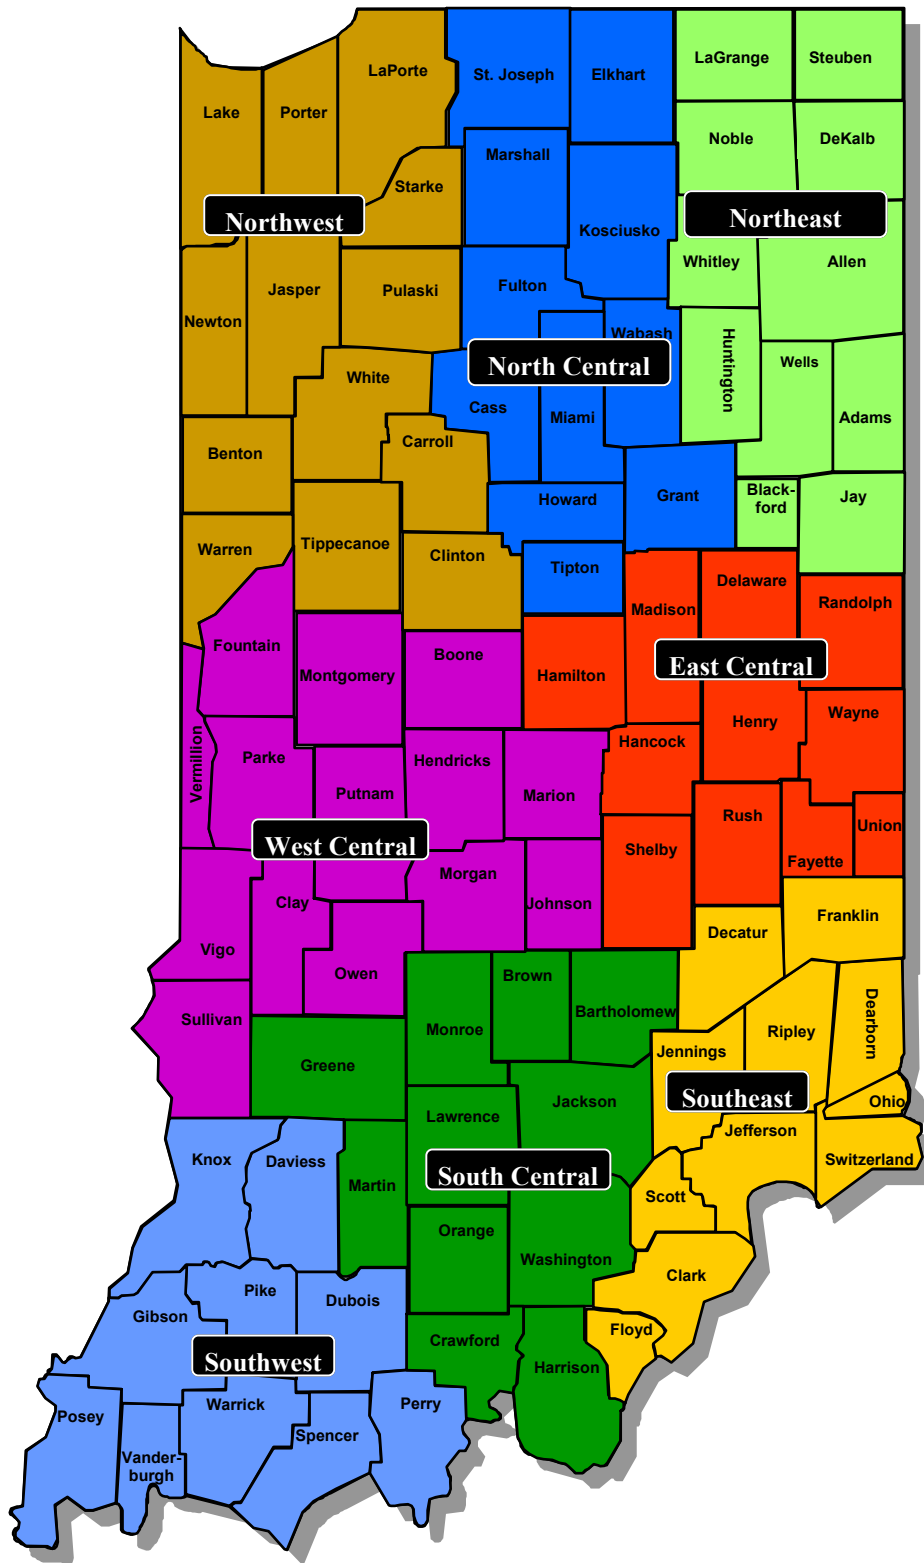 LaPorte
St. Joseph
Elkhart
LaGrange
Steuben
Lake
Porter
Noble
DeKalb
Marshall
Starke
Northwest
Northeast
Kosciusko
Whitley
Allen
Jasper
Pulaski
Fulton
Newton
Wabash
Huntington
North Central
Wells
White
Cass
Miami
Adams
Carroll
Benton
Howard
Grant
Black-
ford
Jay
Warren
Tippecanoe
Clinton
Tipton
Madison
Delaware
Randolph
Fountain
Montgomery
Boone
Hamilton
East Central
Vermillion
Parke
Hendricks
Hancock
Henry
Wayne
Putnam
Marion
Rush
Union
West Central
Shelby
Fayette
Morgan
Clay
Johnson
Vigo
Owen
Decatur
Franklin
Sullivan
Monroe
Brown
Bartholomew
Ripley
Dearborn
Greene
Jennings
Southeast
Ohio
Lawrence
Jackson
Jefferson
Knox
Daviess
Martin
South Central
Scott
Switzerland
Orange
Washington
Clark
Gibson
Pike
Dubois
Crawford
Floyd
Southwest
Harrison
Posey
Warrick
Perry
Spencer
Vander-
burgh